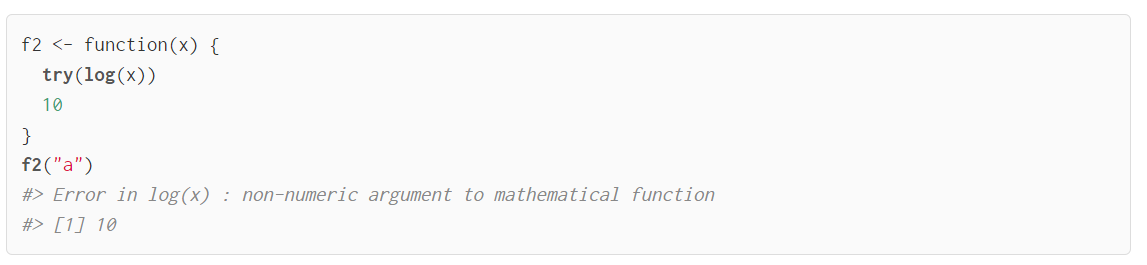 f2 <- function(x) {
  try(log(x))
  10
}
f2("a")
#> Error in log(x) : non-numeric argument to mathematical function
#> [1] 10